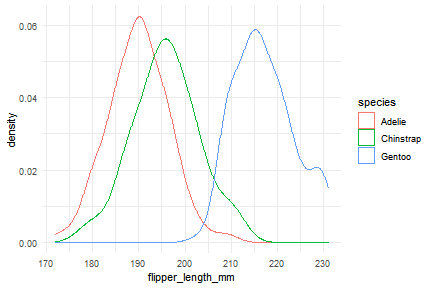 0.06
0.04
0.02
0.00
density
170 180 190 200 210 220 230
flipper_length_mm
species
Adelie
Chinstrap
Gentoo